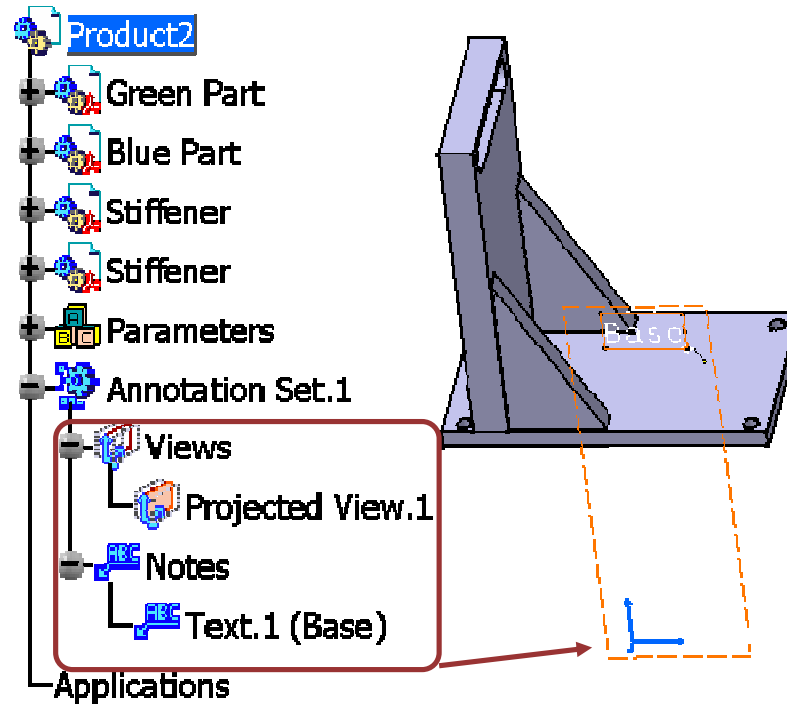 Product2
Green Part
Blue Part
Stiffener
Stiffener
Parameters
Annotation Set.1
Views
Projected View.1
Notes
Text.1 (Base)
Applications
Base